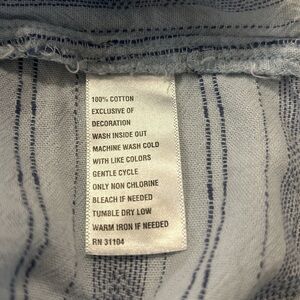 100% COTTON
EXCLUSIVE OF
DECORATION
WASH INSIDE OUT
MACHINE WASH COLD
WITH LIKE COLORS
GENTLE CYCLE
ONLY NON CHLORINE
BLEACH IF NEEDED
TUMBLE DRY LOW
WARM IRON IF NEEDED
RN 31104